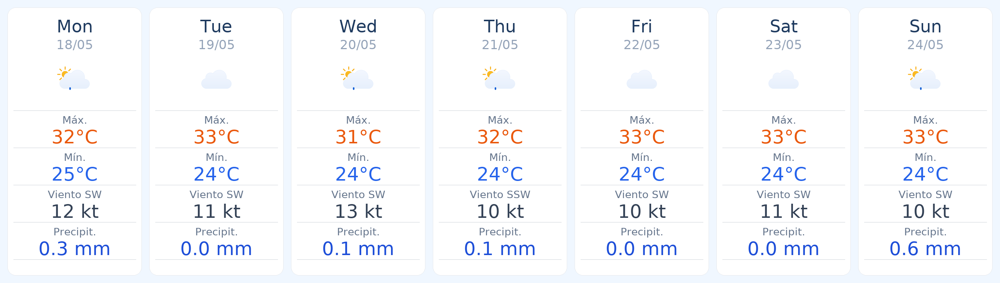 Mon
18/05
Máx.
32°C
Mín.
25°C
Viento SW
12 kt
Precipit.
0.3 mm
Tue
19/05
Máx.
33°C
Mín.
24°C
Viento SW
11 kt
Precipit.
0.0 mm
Wed
20/05
Máx.
31°C
Mín.
24°C
Viento SW
13 kt
Precipit.
0.1 mm
Thu
21/05
Máx.
32°C
Mín.
24°C
Viento SSW
10 kt
Precipit.
0.1 mm
Fri
22/05
Máx.
33°C
Mín.
24°C
Viento SW
10 kt
Precipit.
0.0 mm
Sat
23/05
Máx.
33°C
Mín.
24°C
Viento SW
11 kt
Precipit.
0.0 mm
Sun
24/05
Máx.
33°C
Mín.
24°C
Viento SW
10 kt
Precipit.
0.6 mm